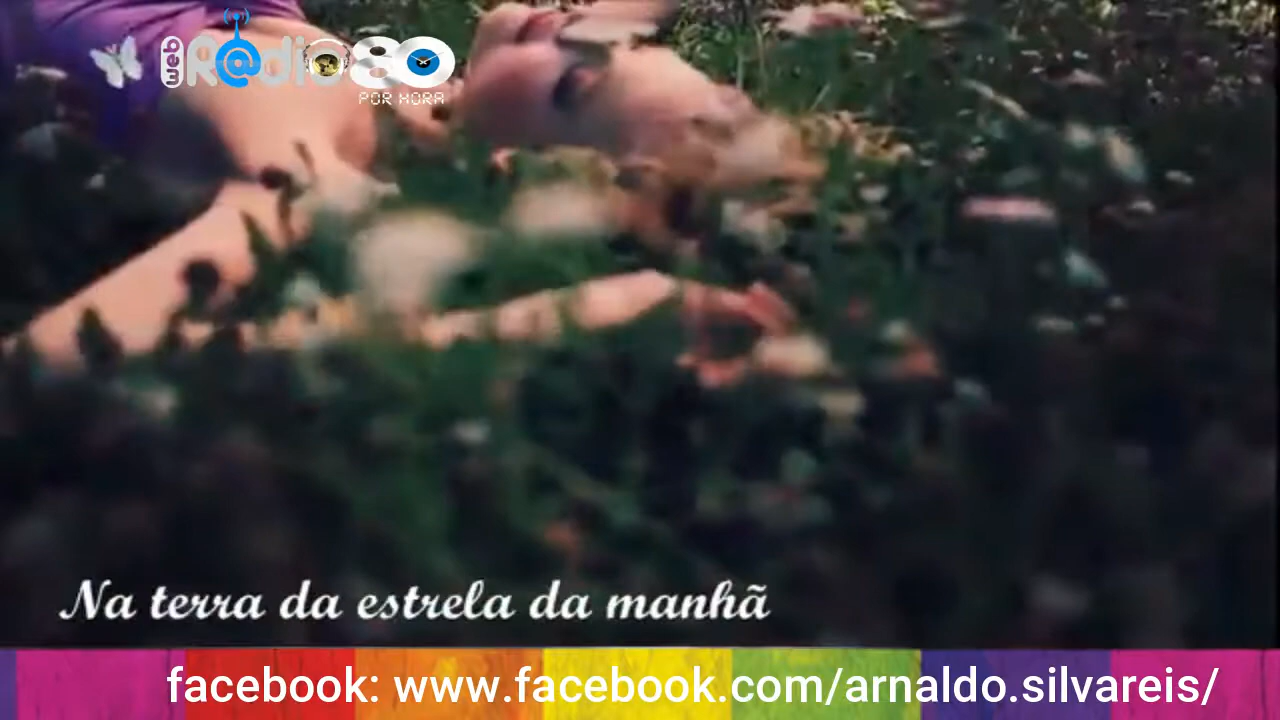 web R@dio 80
POR HORA
Na terra da estrela da manhã
facebook: www.facebook.com/arnaldo.silvareis/